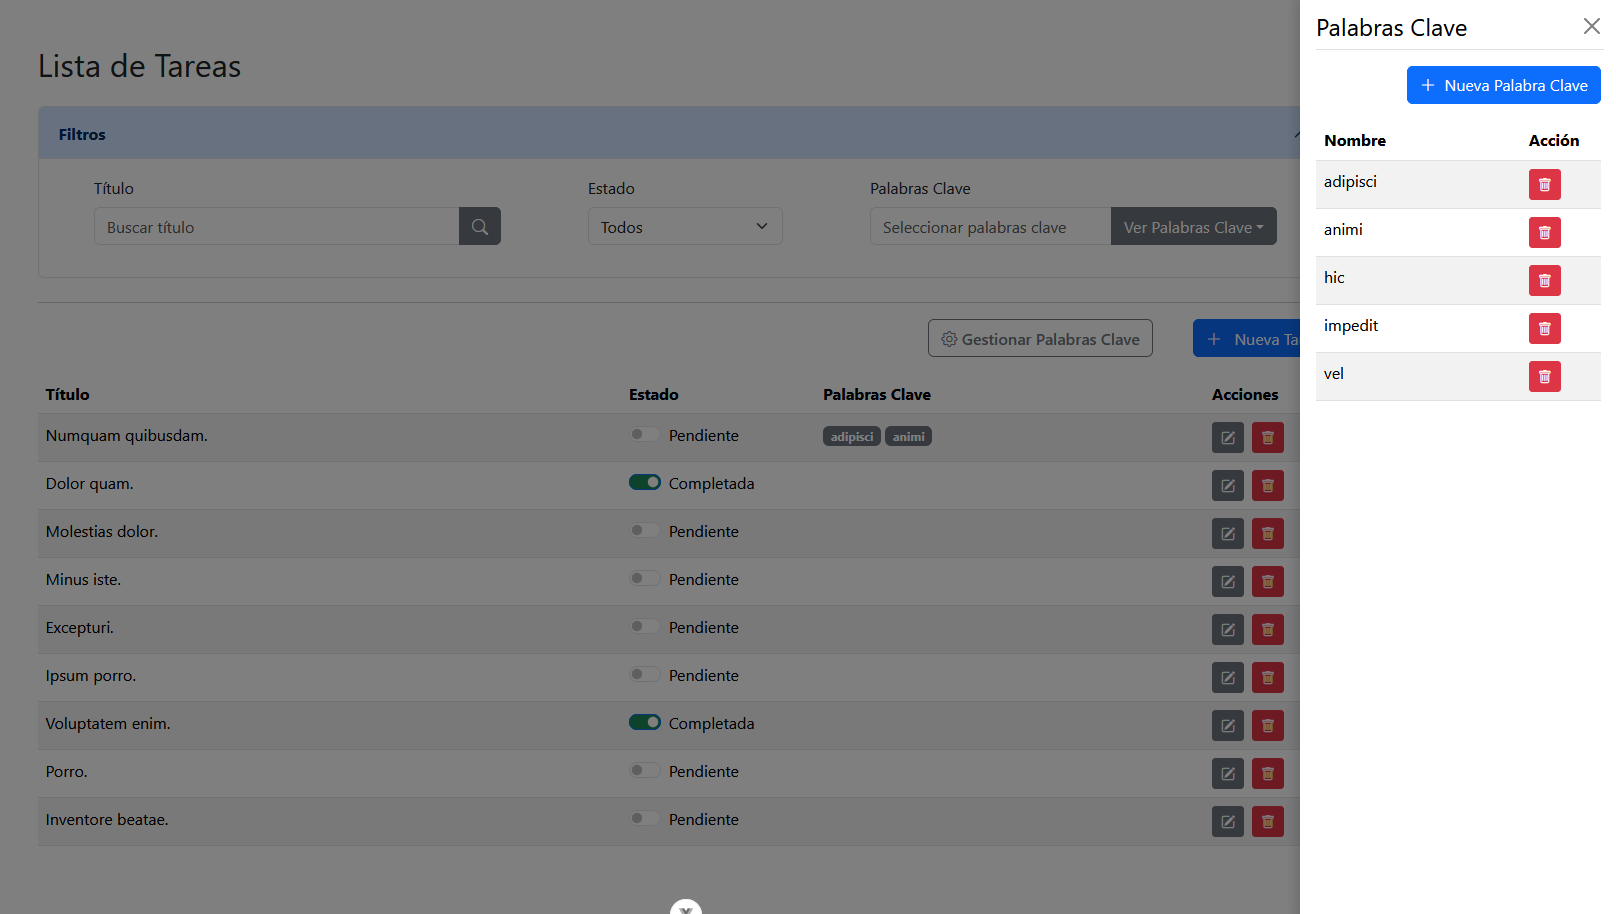 Lista de Tareas
Filtros
Título
Estado
Palabras Clave
Buscar título
Todos
Seleccionar palabras clave
Ver Palabras Clave
Gestionar Palabras Clave
Nueva Ta
Título Estado Palabras Clave Acciones
Numquam quibusdam. Pendiente adipisci animi
Dolor quam. Completada
Molestias dolor. Pendiente
Minus iste. Pendiente
Excepturi. Pendiente
Ipsum porro. Pendiente
Voluptatem enim. Completada
Porro. Pendiente
Inventore beatae. Pendiente
Palabras Clave
Nueva Palabra Clave
Nombre Acción
adipisci
animi
hic
impedit
vel